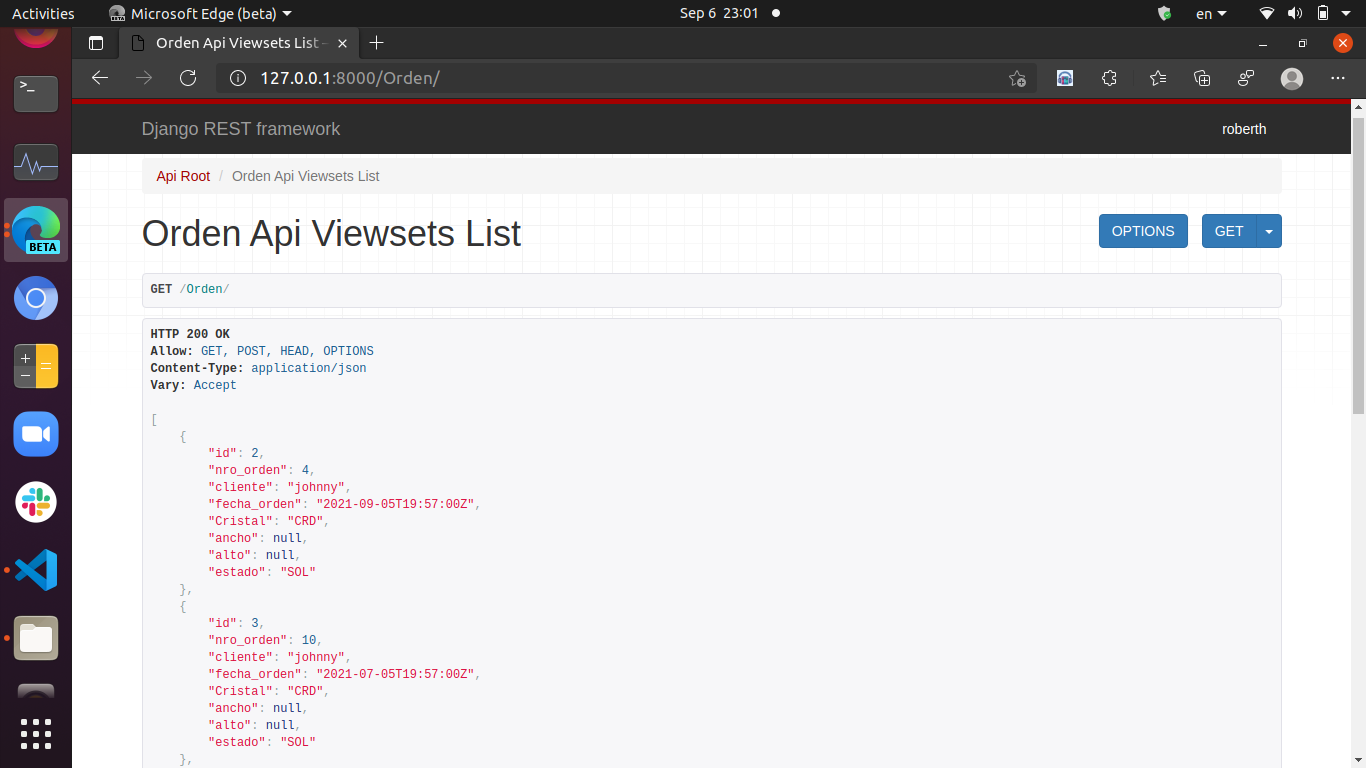 Activities
Microsoft Edge (beta)
Sep 6 23:01
en
Orden Api Viewsets List -
127.0.0.1:8000/Orden/
Django REST framework
roberth
Api Root / Orden Api Viewsets List
Orden Api Viewsets List
OPTIONS
GET
GET /Orden/
HTTP 200 OK
Allow: GET, POST, HEAD, OPTIONS
Content-Type: application/json
Vary: Accept
[
    {
        "id": 2,
        "nro_orden": 4,
        "cliente": "johnny",
        "fecha_orden": "2021-09-05T19:57:00Z",
        "Cristal": "CRD",
        "ancho": null,
        "alto": null,
        "estado": "SOL"
    },
    {
        "id": 3,
        "nro_orden": 10,
        "cliente": "johnny",
        "fecha_orden": "2021-07-05T19:57:00Z",
        "Cristal": "CRD",
        "ancho": null,
        "alto": null,
        "estado": "SOL"
    },
>_
BETA